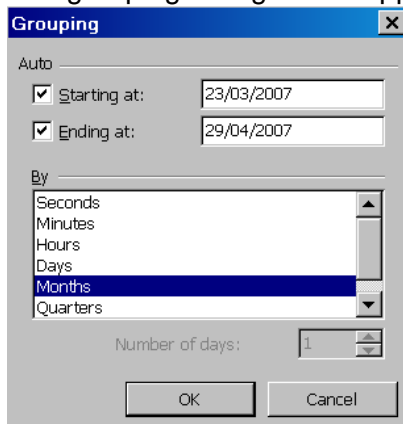 Grouping
Auto
Starting at: 23/03/2007
Ending at: 29/04/2007
By
Seconds
Minutes
Hours
Days
Months
Quarters
Number of days: 1
OK Cancel